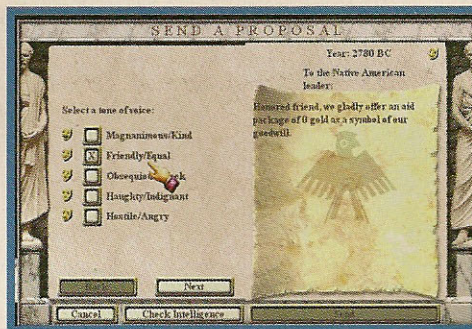 SEND A PROPOSAL
Year: 2780 BC
To the Native American
leader:
Honored friend, we gladly offer an aid
package of 0 gold as a symbol of our
goodwill.
Select a tone of voice:
Magnanimous/Kind
X Friendly/Equal
Haughty/Indignant
Hostile/Angry
Back
Next
Cancel
Check Intelligence
Send